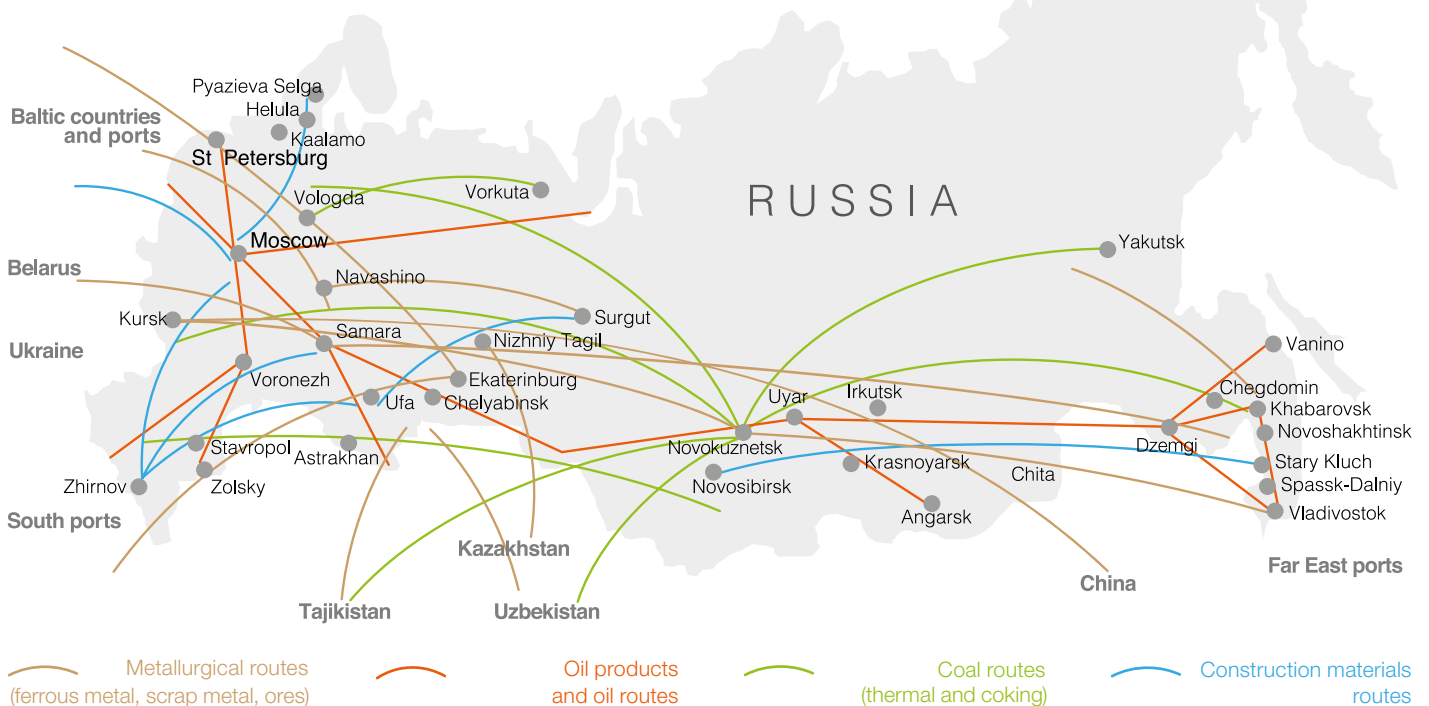 Pyazieva Selga
Helula
Kaalamo
Baltic countries
and ports
St Petersburg
Vologda
Vorkuta
RUSSIA
Moscow
Yakutsk
Belarus
Navashino
Kursk
Surgut
Samara
Nizhniy Tagil
Vanino
Ukraine
Voronezh
Ekaterinburg
Ufa
Chelyabinsk
Uyar
Irkutsk
Chegdomin
Khabarovsk
Novoshakhtinsk
Stavropol
Astrakhan
Novokuznetsk
Dzemgi
Krasnoyarsk
Chita
Stary Kluch
Zhirnov
Zolsky
Novosibirsk
Spassk-Dalniy
Angarsk
Vladivostok
South ports
Kazakhstan
Far East ports
China
Tajikistan
Uzbekistan
Metallurgical routes
(ferrous metal, scrap metal, ores)
Oil products
and oil routes
Coal routes
(thermal and coking)
Construction materials
routes